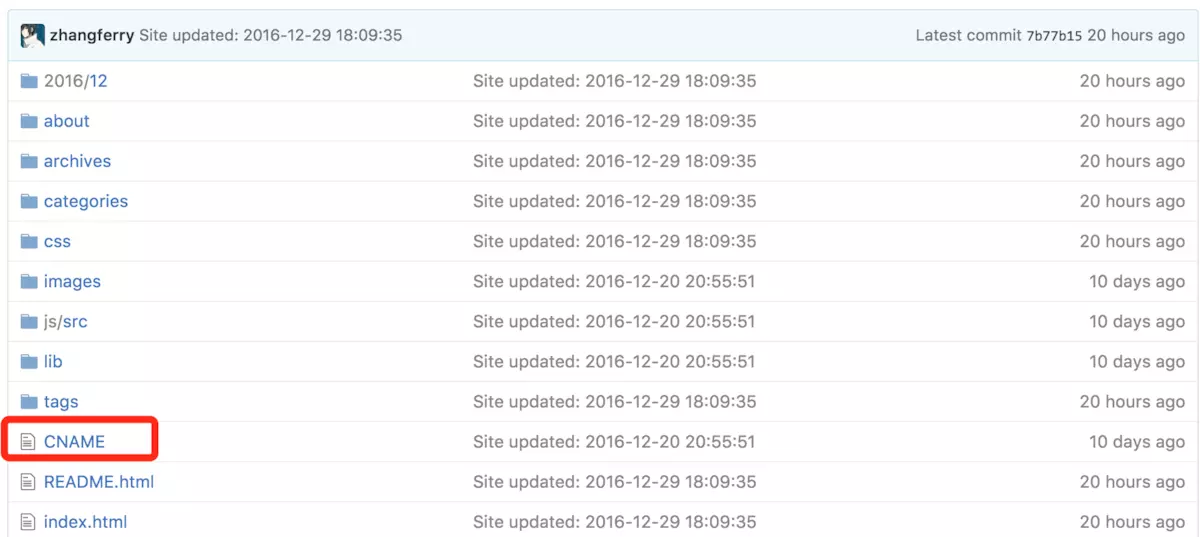 zhangferry Site updated: 2016-12-29 18:09:35 Latest commit 7b77b15 20 hours ago
2016/12 Site updated: 2016-12-29 18:09:35 20 hours ago
about Site updated: 2016-12-29 18:09:35 20 hours ago
archives Site updated: 2016-12-29 18:09:35 20 hours ago
categories Site updated: 2016-12-29 18:09:35 20 hours ago
css Site updated: 2016-12-29 18:09:35 20 hours ago
images Site updated: 2016-12-20 20:55:51 10 days ago
js/src Site updated: 2016-12-20 20:55:51 10 days ago
lib Site updated: 2016-12-20 20:55:51 10 days ago
tags Site updated: 2016-12-29 18:09:35 20 hours ago
CNAME Site updated: 2016-12-20 20:55:51 10 days ago
README.html Site updated: 2016-12-29 18:09:35 20 hours ago
index.html Site updated: 2016-12-29 18:09:35 20 hours ago